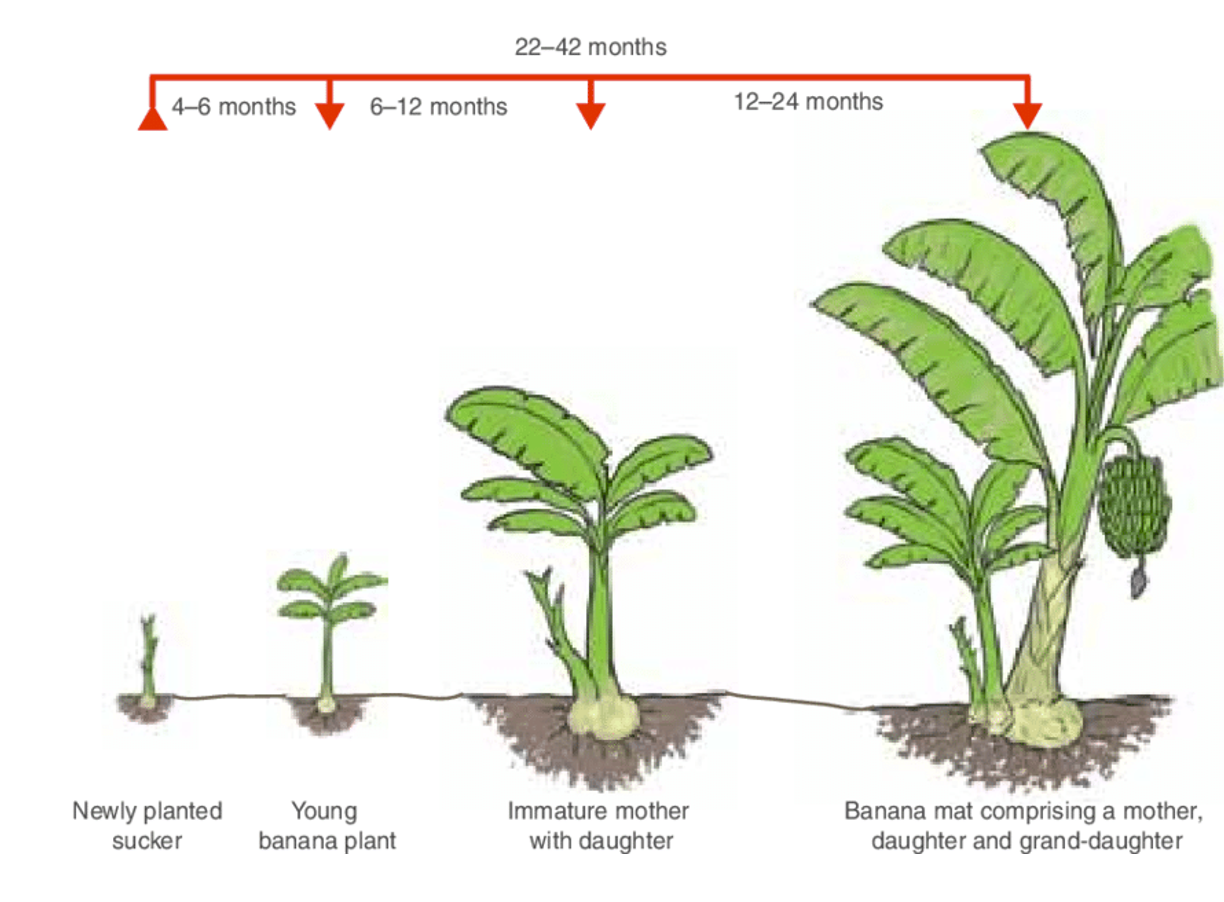 22–42 months
4–6 months
6–12 months
12–24 months
Newly planted
sucker
Young
banana plant
Immature mother
with daughter
Banana mat comprising a mother,
daughter and grand-daughter